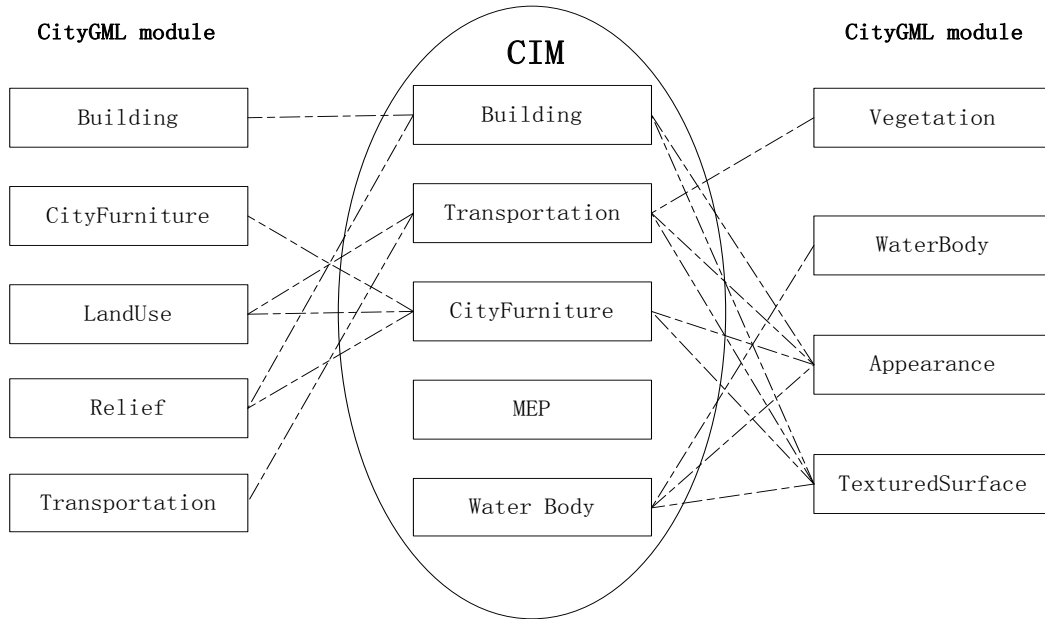 CityGML module
CIM
CityGML module
Building
Building
Vegetation
CityFurniture
Transportation
WaterBody
LandUse
CityFurniture
Appearance
Relief
MEP
TexturedSurface
Transportation
Water Body